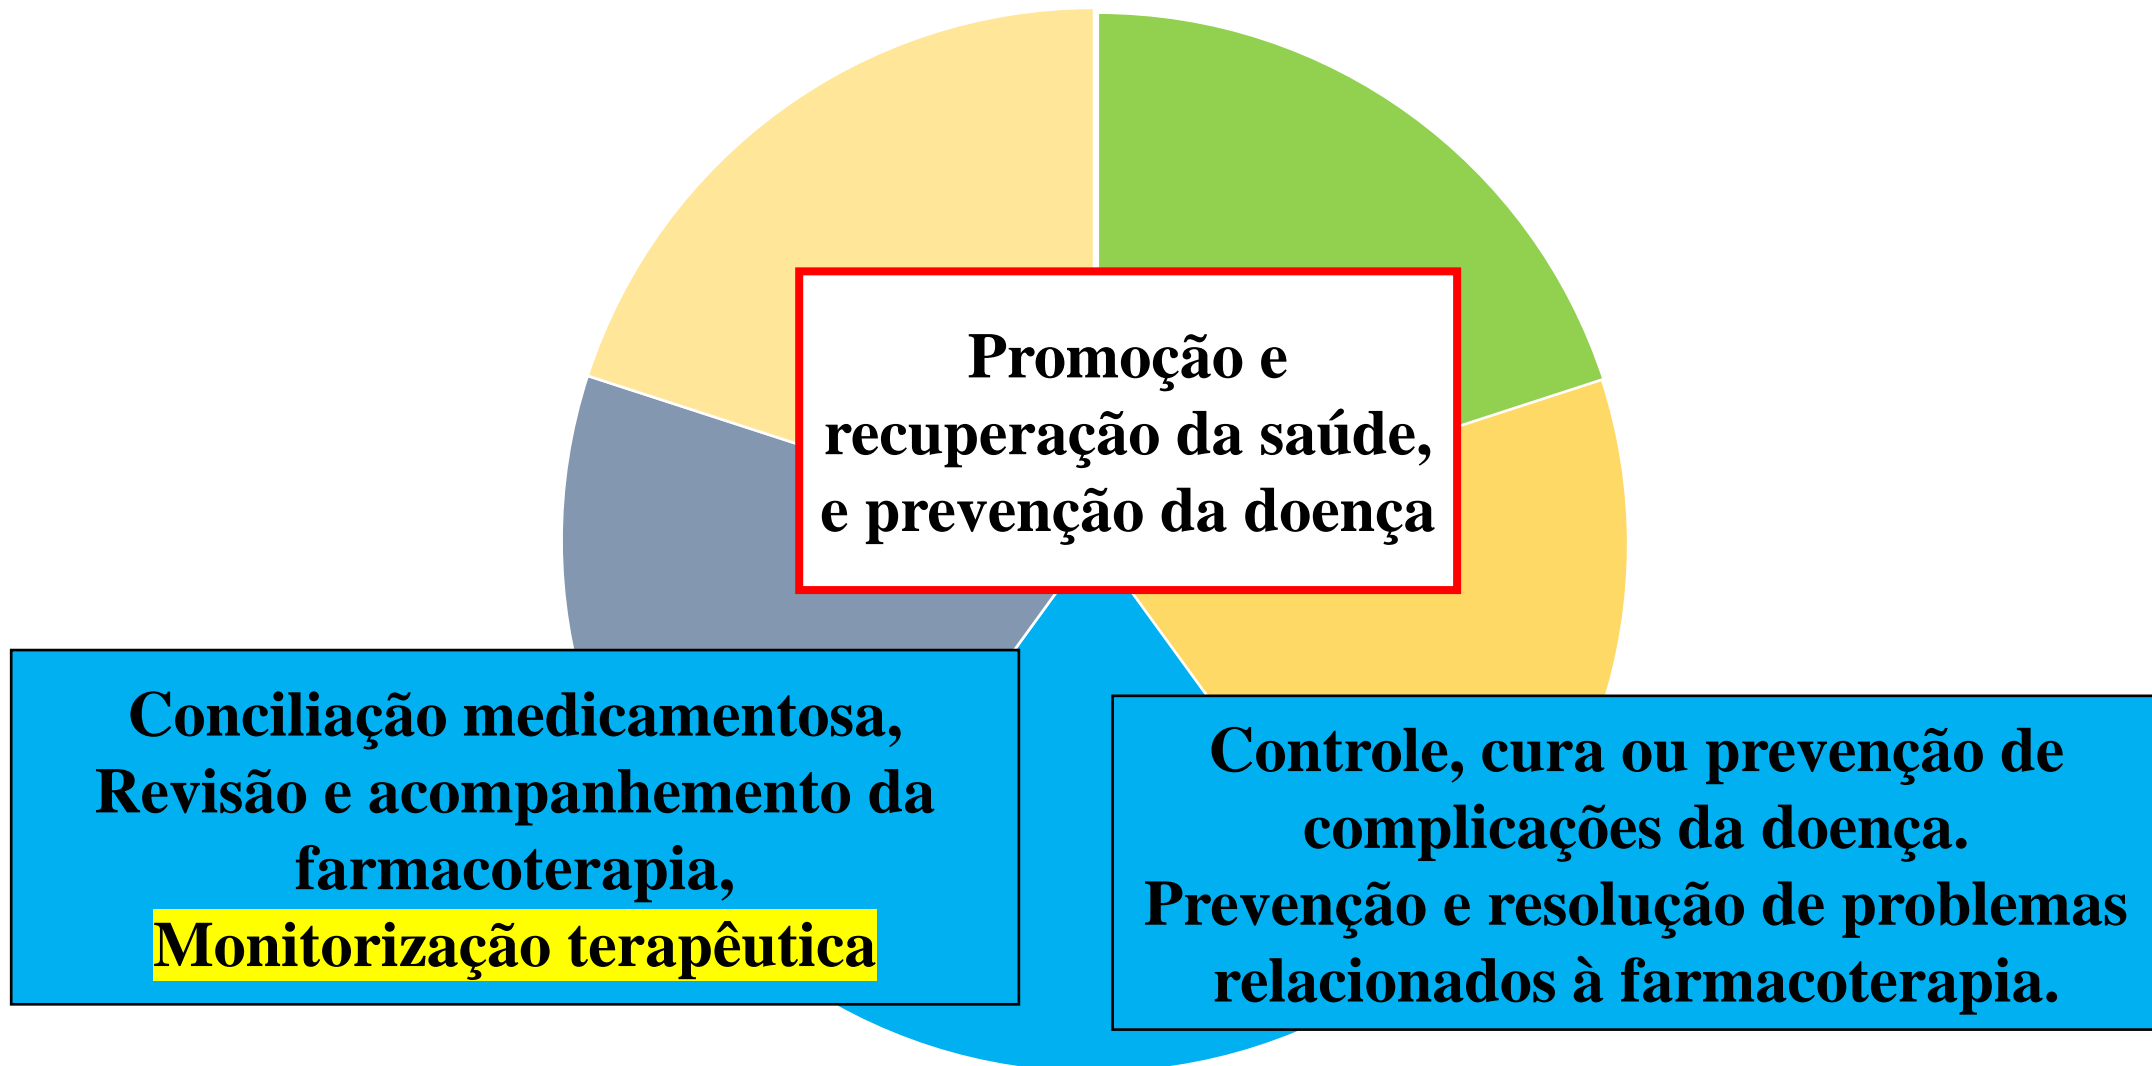 Promoção e
recuperação da saúde,
e prevenção da doença
Conciliação medicamentosa,
Revisão e acompanhemento da
farmacoterapia,
Monitorização terapêutica
Controle, cura ou prevenção de
complicações da doença.
Prevenção e resolução de problemas
relacionados à farmacoterapia.